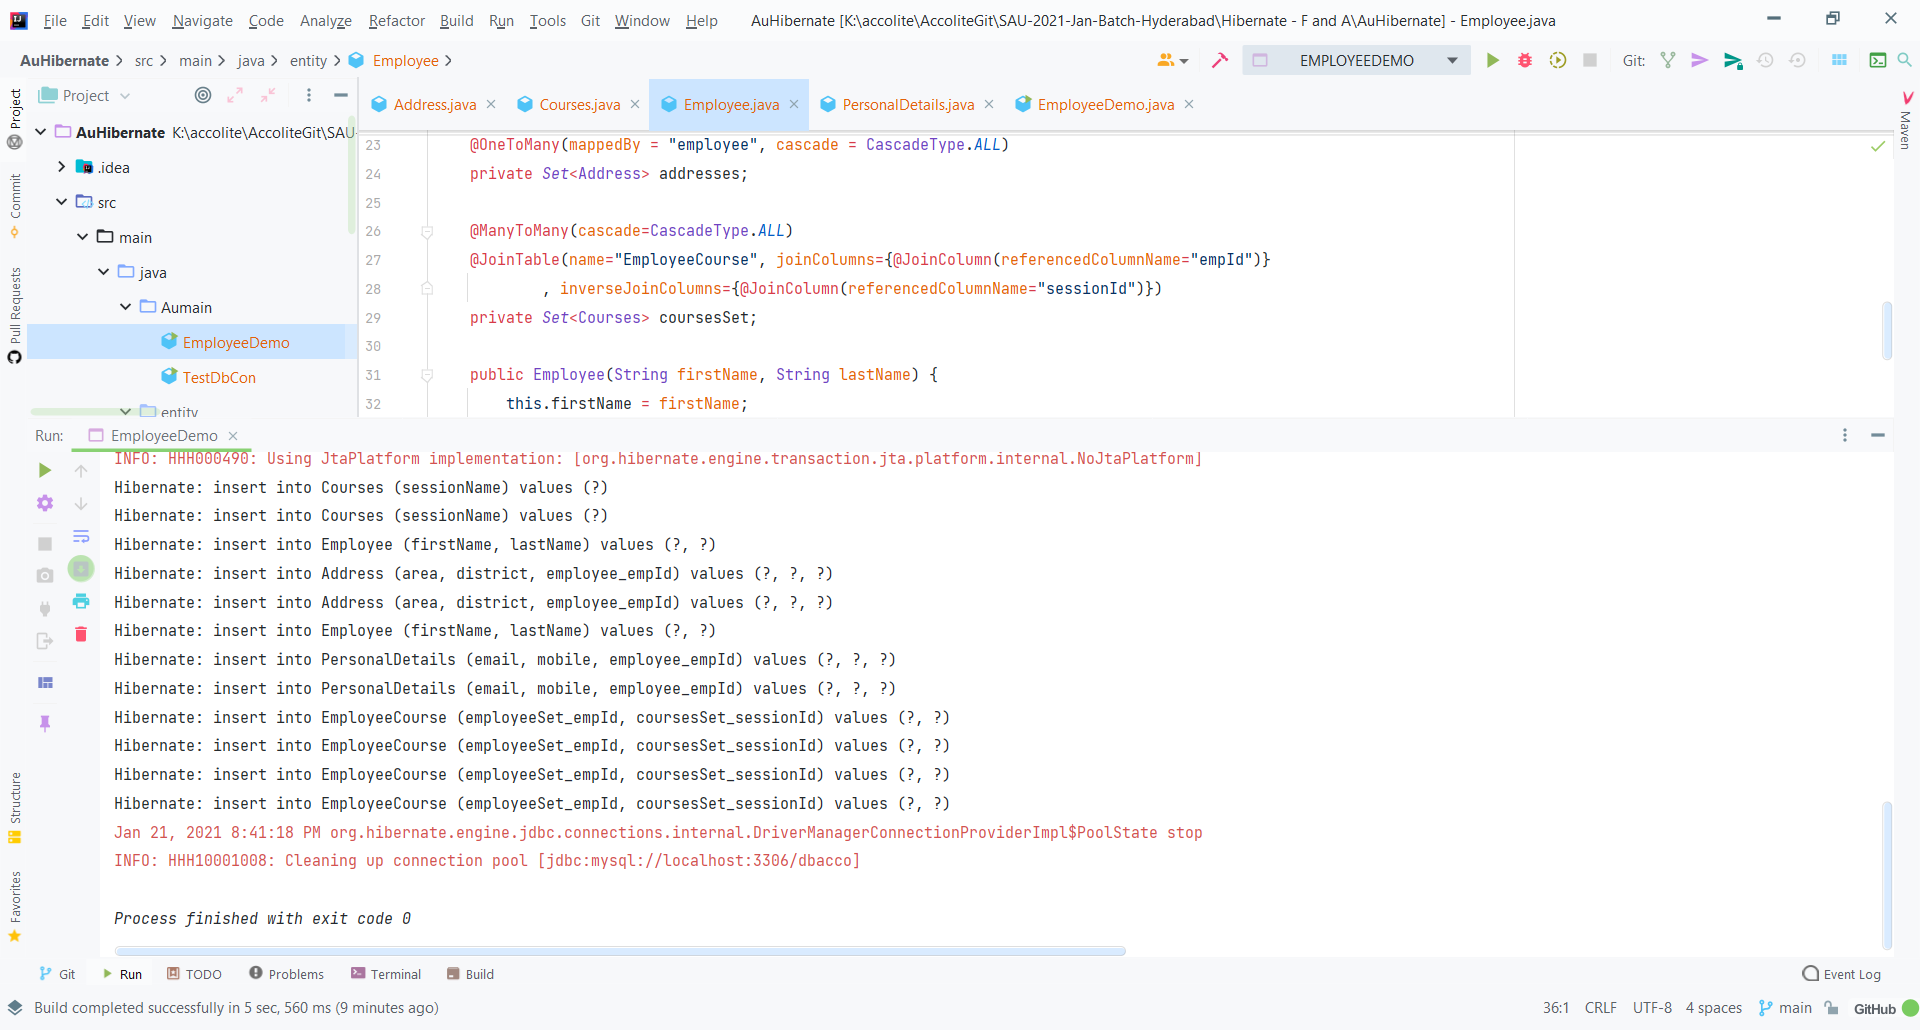 File Edit View Navigate Code Analyze Refactor Build Run Tools Git Window Help AuHibernate [K:\accolite\AccoliteGit\SAU-2021-Jan-Batch-Hyderabad\Hibernate - F and A\AuHibernate] - Employee.java
AuHibernate src main java entity Employee
EMPLOYEEDEMO
Git:
Project
Address.java
Courses.java
Employee.java
PersonalDetails.java
EmployeeDemo.java
Project
Commit
Pull Requests
Structure
Favorites
Maven
AuHibernate K:\accolite\AccoliteGit\SAU-
.idea
src
main
java
Aumain
EmployeeDemo
TestDbCon
entity
23 @OneToMany(mappedBy = "employee", cascade = CascadeType.ALL)
24 private Set<Address> addresses;
25
26 @ManyToMany(cascade=CascadeType.ALL)
27 @JoinTable(name="EmployeeCourse", joinColumns={@JoinColumn(referencedColumnName="empId")}
28 , inverseJoinColumns={@JoinColumn(referencedColumnName="sessionId")})
29 private Set<Courses> coursesSet;
30
31 public Employee(String firstName, String lastName) {
32 this.firstName = firstName;
Run: EmployeeDemo
INFO: HHH000490: Using JtaPlatform implementation: [org.hibernate.engine.transaction.jta.platform.internal.NoJtaPlatform]
Hibernate: insert into Courses (sessionName) values (?)
Hibernate: insert into Courses (sessionName) values (?)
Hibernate: insert into Employee (firstName, lastName) values (?, ?)
Hibernate: insert into Address (area, district, employee_empId) values (?, ?, ?)
Hibernate: insert into Address (area, district, employee_empId) values (?, ?, ?)
Hibernate: insert into Employee (firstName, lastName) values (?, ?)
Hibernate: insert into PersonalDetails (email, mobile, employee_empId) values (?, ?, ?)
Hibernate: insert into PersonalDetails (email, mobile, employee_empId) values (?, ?, ?)
Hibernate: insert into EmployeeCourse (employeeSet_empId, coursesSet_sessionId) values (?, ?)
Hibernate: insert into EmployeeCourse (employeeSet_empId, coursesSet_sessionId) values (?, ?)
Hibernate: insert into EmployeeCourse (employeeSet_empId, coursesSet_sessionId) values (?, ?)
Hibernate: insert into EmployeeCourse (employeeSet_empId, coursesSet_sessionId) values (?, ?)
Jan 21, 2021 8:41:18 PM org.hibernate.engine.jdbc.connections.internal.DriverManagerConnectionProviderImpl$PoolState stop
INFO: HHH10001008: Cleaning up connection pool [jdbc:mysql://localhost:3306/dbacco]
Process finished with exit code 0
Git Run TODO Problems Terminal Build Event Log
Build completed successfully in 5 sec, 560 ms (9 minutes ago) 36:1 CRLF UTF-8 4 spaces main GitHub